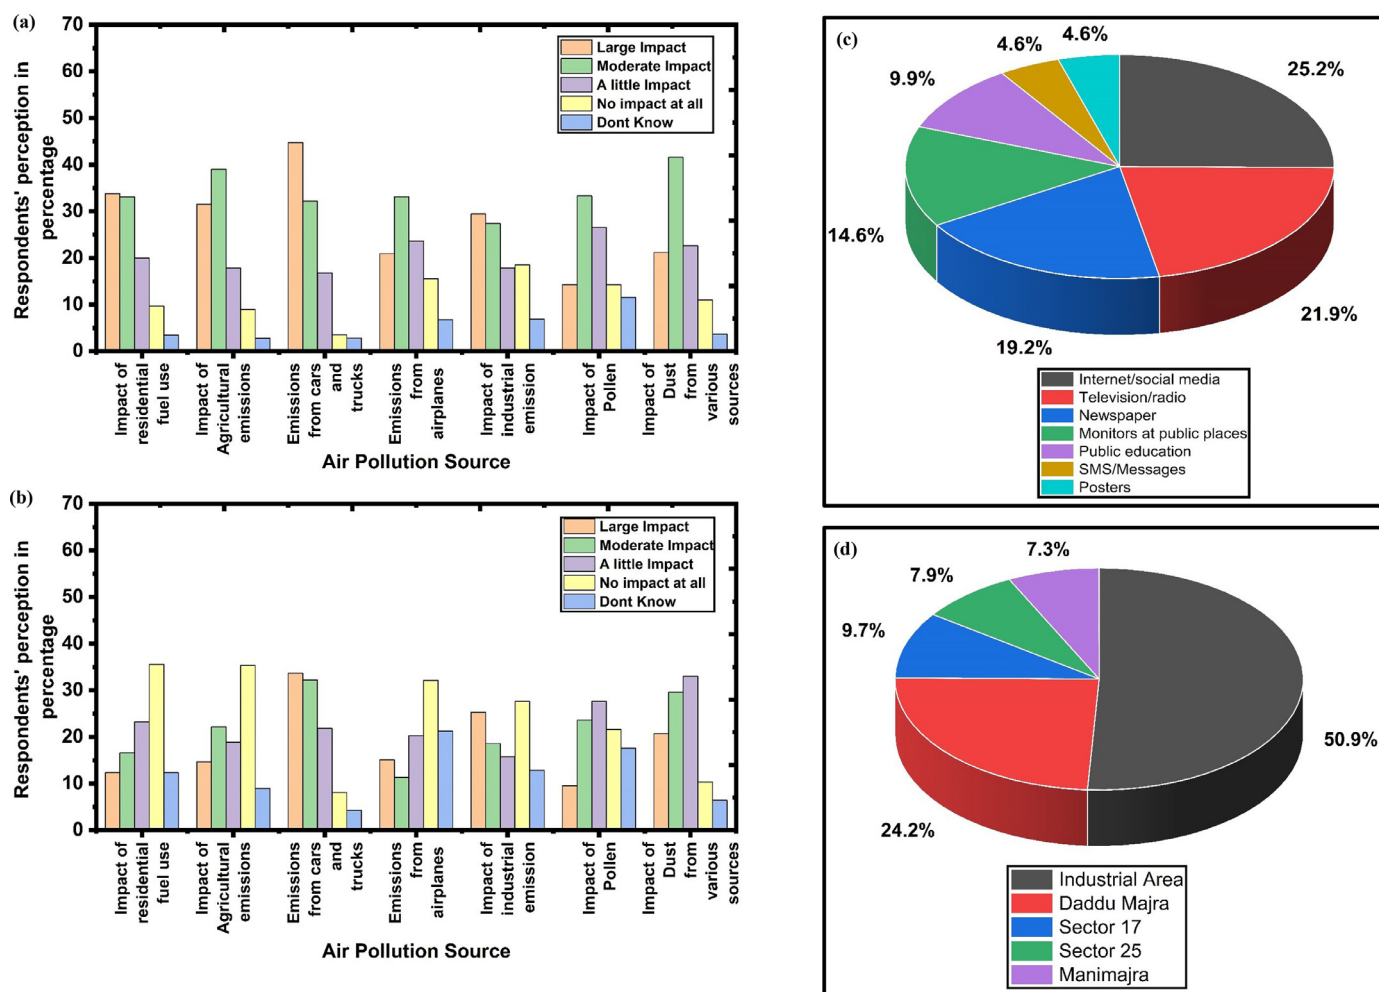 (a)
70
60
50
40
30
20
10
0
Respondents' perception in
percentage
Large Impact
Moderate Impact
A little Impact
No impact at all
Dont Know
Impact of
residential
fuel use
Impact of
Agricultural
emissions
Emissions
from cars
and
trucks
Emissions
from
airplanes
Impact of
industrial
emission
Impact of
Pollen
Impact of
Dust
from
various
sources
Air Pollution Source
(b)
70
60
50
40
30
20
10
0
Respondents' perception in
percentage
Large Impact
Moderate Impact
A little Impact
No impact at all
Dont Know
Impact of
residential
fuel use
Impact of
Agricultural
emissions
Emissions
from cars
and
trucks
Emissions
from
airplanes
Impact of
industrial
emission
Impact of
Pollen
Impact of
Dust
from
various
sources
Air Pollution Source
(c)
4.6%
4.6%
9.9%
25.2%
14.6%
21.9%
19.2%
Internet/social media
Television/radio
Newspaper
Monitors at public places
Public education
SMS/Messages
Posters
(d)
7.3%
7.9%
9.7%
50.9%
24.2%
Industrial Area
Daddu Majra
Sector 17
Sector 25
Manimajra